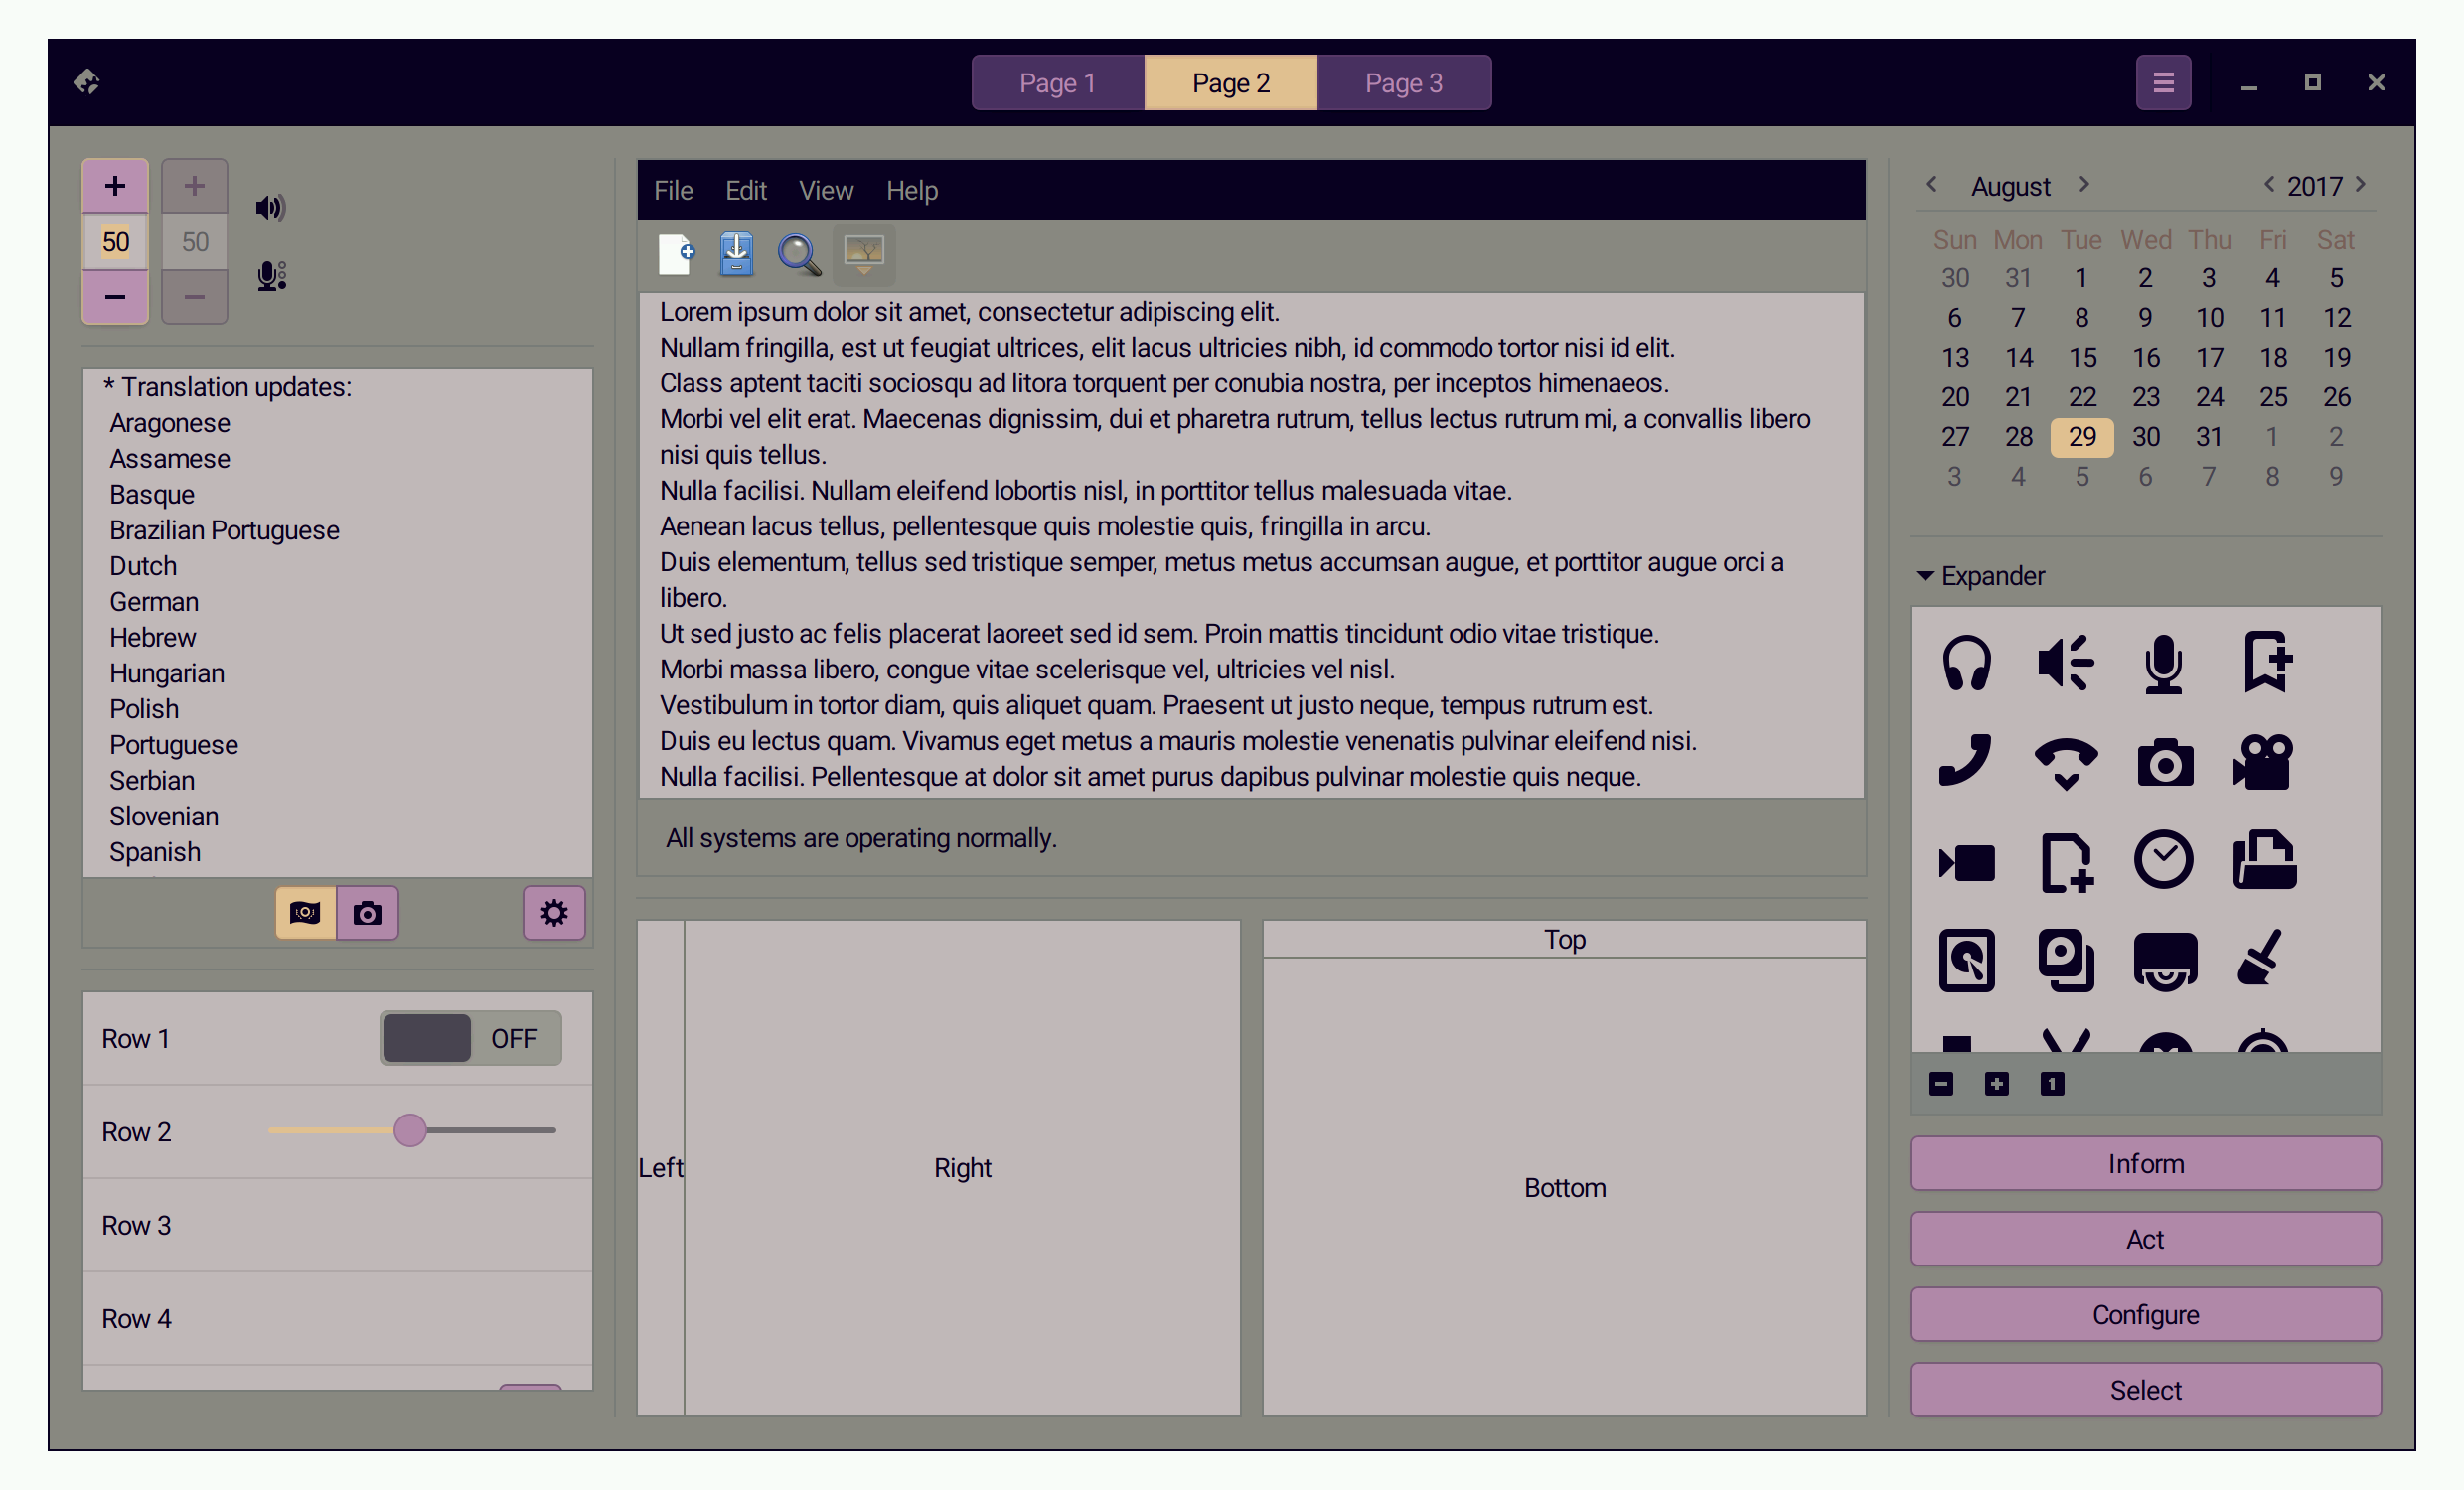 Page 1 Page 2 Page 3
50 50
* Translation updates:
Aragonese
Assamese
Basque
Brazilian Portuguese
Dutch
German
Hebrew
Hungarian
Polish
Portuguese
Serbian
Slovenian
Spanish
Row 1 OFF
Row 2
Row 3
Row 4
File Edit View Help
Lorem ipsum dolor sit amet, consectetur adipiscing elit.
Nullam fringilla, est ut feugiat ultrices, elit lacus ultricies nibh, id commodo tortor nisi id elit.
Class aptent taciti sociosqu ad litora torquent per conubia nostra, per inceptos himenaeos.
Morbi vel elit erat. Maecenas dignissim, dui et pharetra rutrum, tellus lectus rutrum mi, a convallis libero
nisi quis tellus.
Nulla facilisi. Nullam eleifend lobortis nisl, in porttitor tellus malesuada vitae.
Aenean lacus tellus, pellentesque quis molestie quis, fringilla in arcu.
Duis elementum, tellus sed tristique semper, metus metus accumsan augue, et porttitor augue orci a
libero.
Ut sed justo ac felis placerat laoreet sed id sem. Proin mattis tincidunt odio vitae tristique.
Morbi massa libero, congue vitae scelerisque vel, ultricies vel nisl.
Vestibulum in tortor diam, quis aliquet quam. Praesent ut justo neque, tempus rutrum est.
Duis eu lectus quam. Vivamus eget metus a mauris molestie venenatis pulvinar eleifend nisi.
Nulla facilisi. Pellentesque at dolor sit amet purus dapibus pulvinar molestie quis neque.
All systems are operating normally.
Left Right
Top
Bottom
August 2017
Sun Mon Tue Wed Thu Fri Sat
30 31 1 2 3 4 5
6 7 8 9 10 11 12
13 14 15 16 17 18 19
20 21 22 23 24 25 26
27 28 29 30 31 1 2
3 4 5 6 7 8 9
Expander
1
Inform
Act
Configure
Select